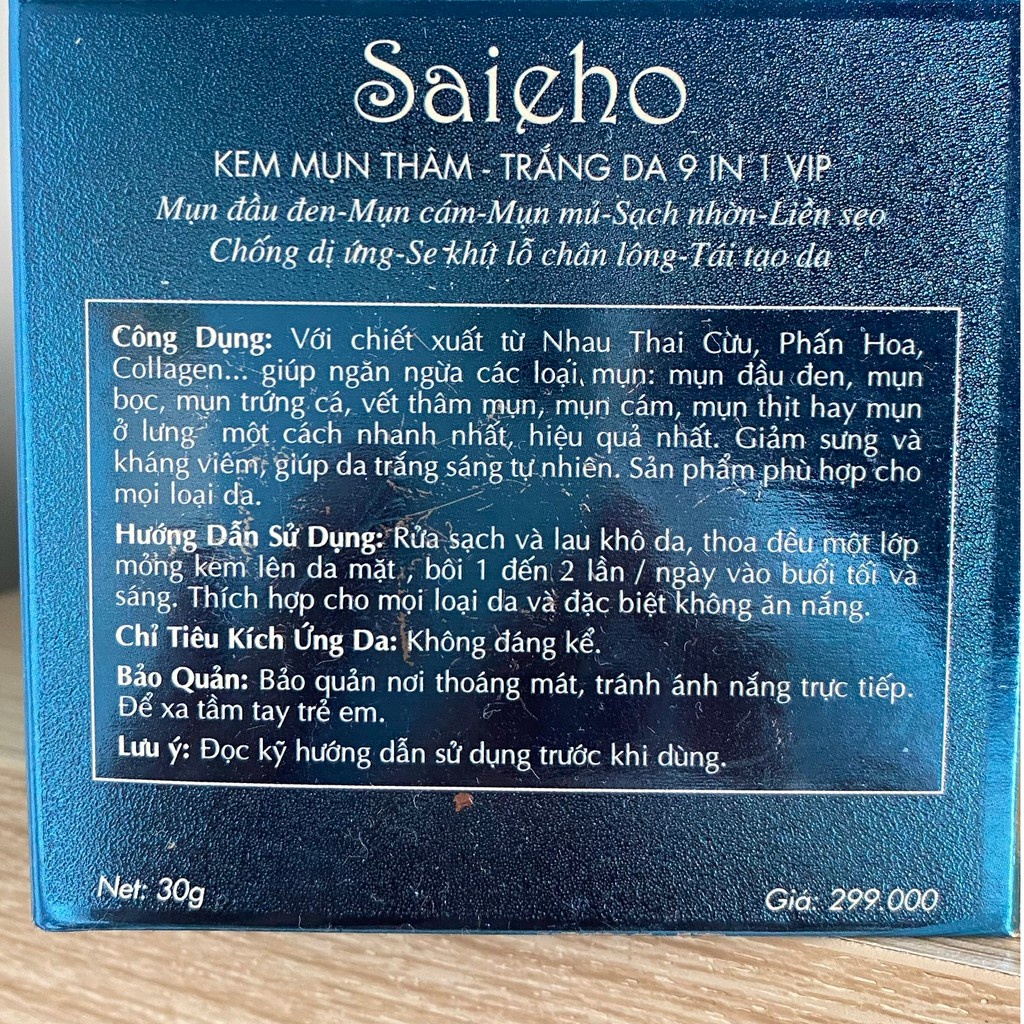 Saicho
KEM MỤN THÂM - TRẮNG DA 9 IN 1 VIP
Mụn đầu đen-Mụn cám-Mụn mủ-Sạch nhờn-Liền sẹo
Chống dị ứng-Se khít lỗ chân lông-Tái tạo da
Công Dụng: Với chiết xuất từ Nhau Thai Cừu, Phấn Hoa,
Collagen... giúp ngăn ngừa các loại mụn: mụn đầu đen, mụn
bọc, mụn trứng cá, vết thâm mụn, mụn cám, mụn thịt hay mụn
ở lưng một cách nhanh nhất, hiệu quả nhất. Giảm sưng và
kháng viêm, giúp da trắng sáng tự nhiên. Sản phẩm phù hợp cho
mọi loại da.
Hướng Dẫn Sử Dụng: Rửa sạch và lau khô da, thoa đều một lớp
mỏng kem lên da mặt , bôi 1 đến 2 lần / ngày vào buổi tối và
sáng. Thích hợp cho mọi loại da và đặc biệt không ăn nắng.
Chỉ Tiêu Kích Ứng Da: Không đáng kể.
Bảo Quản: Bảo quản nơi thoáng mát, tránh ánh nắng trực tiếp.
Để xa tầm tay trẻ em.
Lưu ý: Đọc kỹ hướng dẫn sử dụng trước khi dùng.
Net: 30g
Giá: 299.000